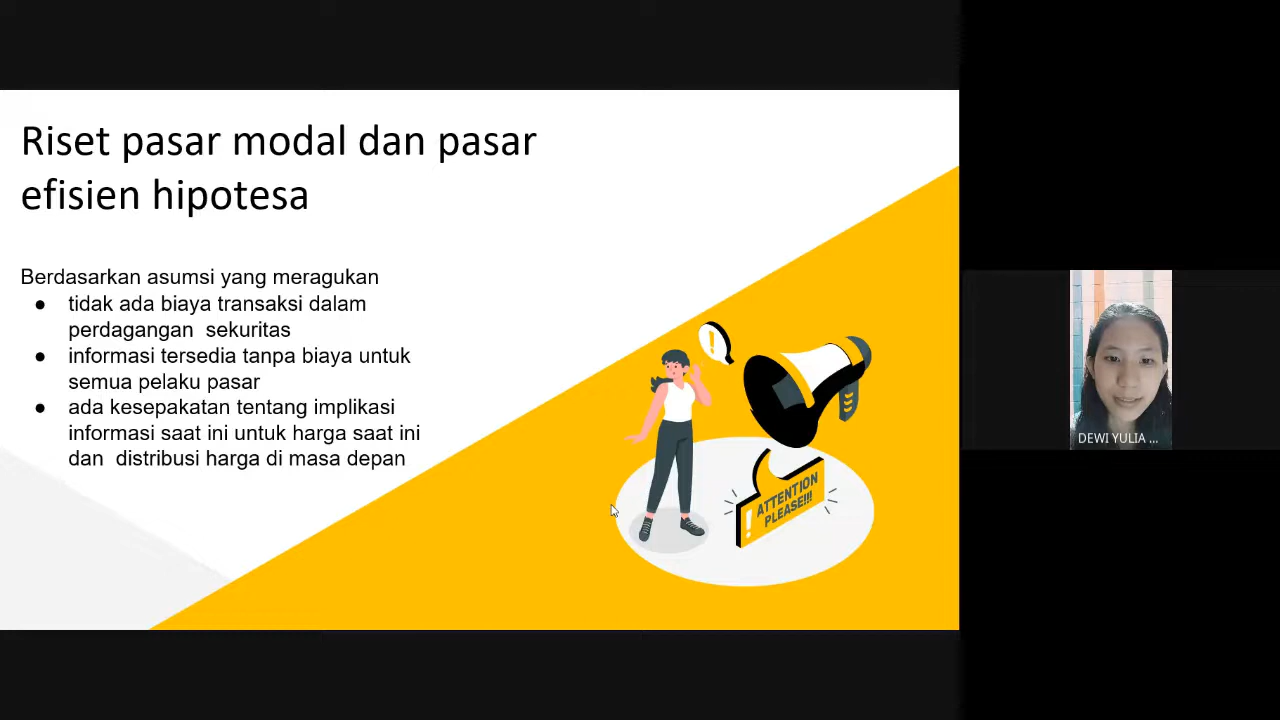 Riset pasar modal dan pasar
efisien hipotesa
Berdasarkan asumsi yang meragukan
● tidak ada biaya transaksi dalam
perdagangan sekuritas
● informasi tersedia tanpa biaya untuk
semua pelaku pasar
● ada kesepakatan tentang implikasi
informasi saat ini untuk harga saat ini
dan distribusi harga di masa depan
!
! ATTENTION
PLEASE!!!
DEWI YULIA ...